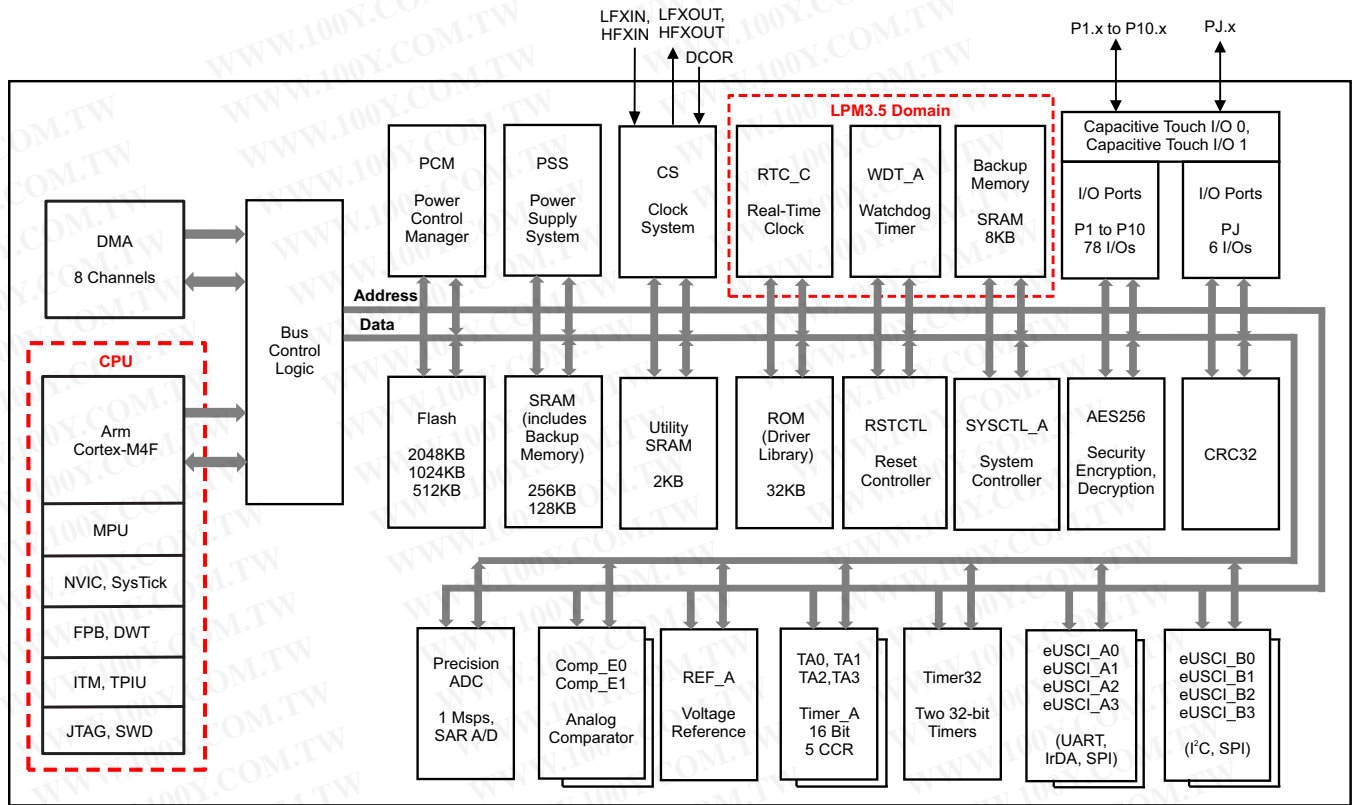 LFXIN,
HFXIN
LFXOUT,
HFXOUT
DCOR
P1.x to P10.x
PJ.x
LPM3.5 Domain
PCM
Power
Control
Manager
PSS
Power
Supply
System
CS
Clock
System
RTC_C
Real-Time
Clock
WDT_A
Watchdog
Timer
Backup
Memory
SRAM
8KB
Capacitive Touch I/O 0,
Capacitive Touch I/O 1
I/O Ports
P1 to P10
78 I/Os
I/O Ports
PJ
6 I/Os
DMA
8 Channels
Bus
Control
Logic
Address
Data
CPU
Arm
Cortex-M4F
MPU
NVIC, SysTick
FPB, DWT
ITM, TPIU
JTAG, SWD
Flash
2048KB
1024KB
512KB
SRAM
(includes
Backup
Memory)
256KB
128KB
Utility
SRAM
2KB
ROM
(Driver
Library)
32KB
RSTCTL
Reset
Controller
SYSCTL_A
System
Controller
AES256
Security
Encryption,
Decryption
CRC32
Precision
ADC
1 Msps,
SAR A/D
Comp_E0
Comp_E1
Analog
Comparator
REF_A
Voltage
Reference
TA0, TA1
TA2,TA3
Timer_A
16 Bit
5 CCR
Timer32
Two 32-bit
Timers
eUSCI_A0
eUSCI_A1
eUSCI_A2
eUSCI_A3
(UART,
IrDA, SPI)
eUSCI_B0
eUSCI_B1
eUSCI_B2
eUSCI_B3
(I²C, SPI)
WWW.100Y.COM.TW